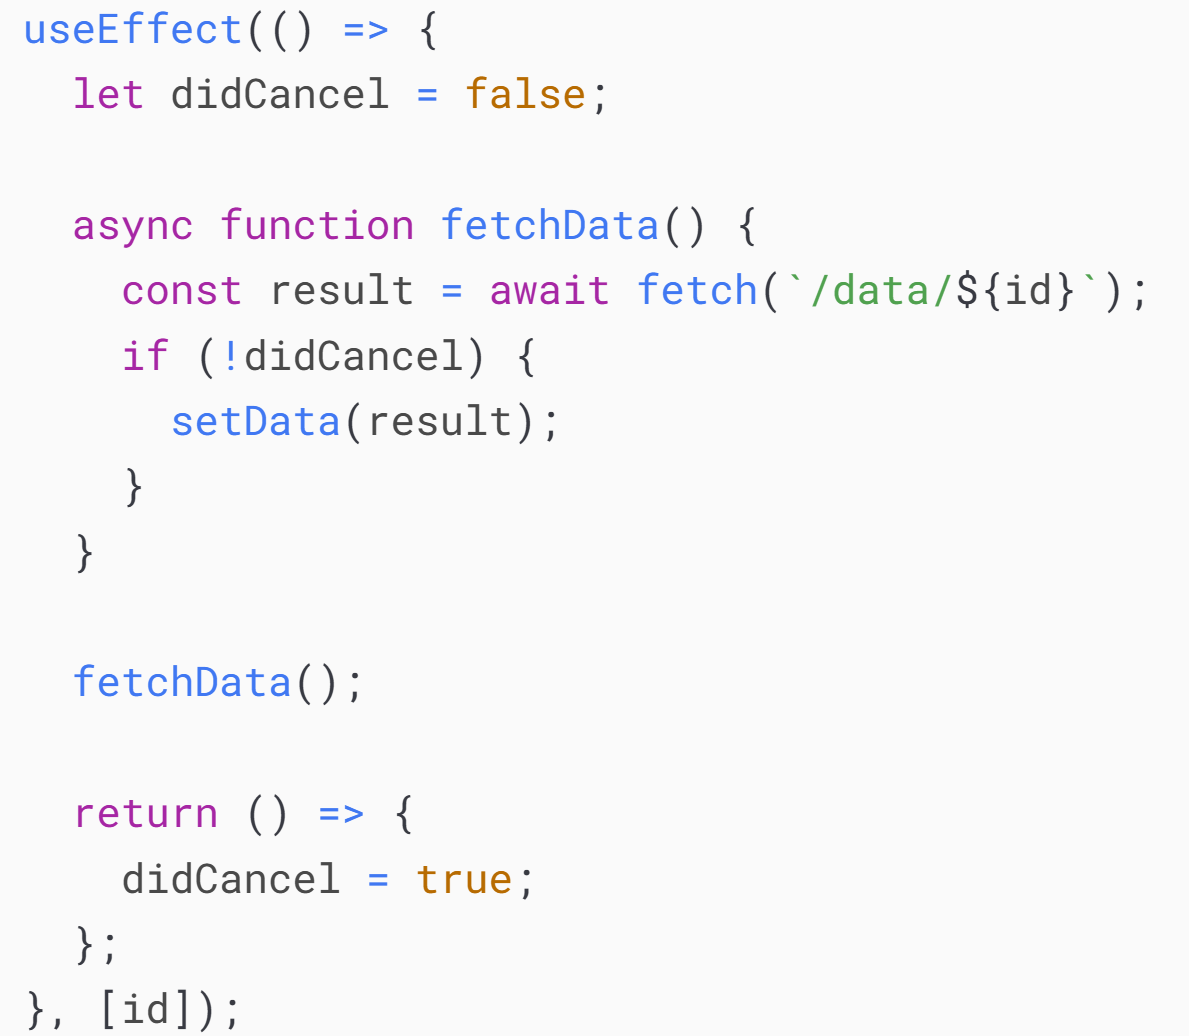 useEffect(() => {
  let didCancel = false;

  async function fetchData() {
    const result = await fetch(`/data/${id}`);
    if (!didCancel) {
      setData(result);
    }
  }

  fetchData();

  return () => {
    didCancel = true;
  };
}, [id]);